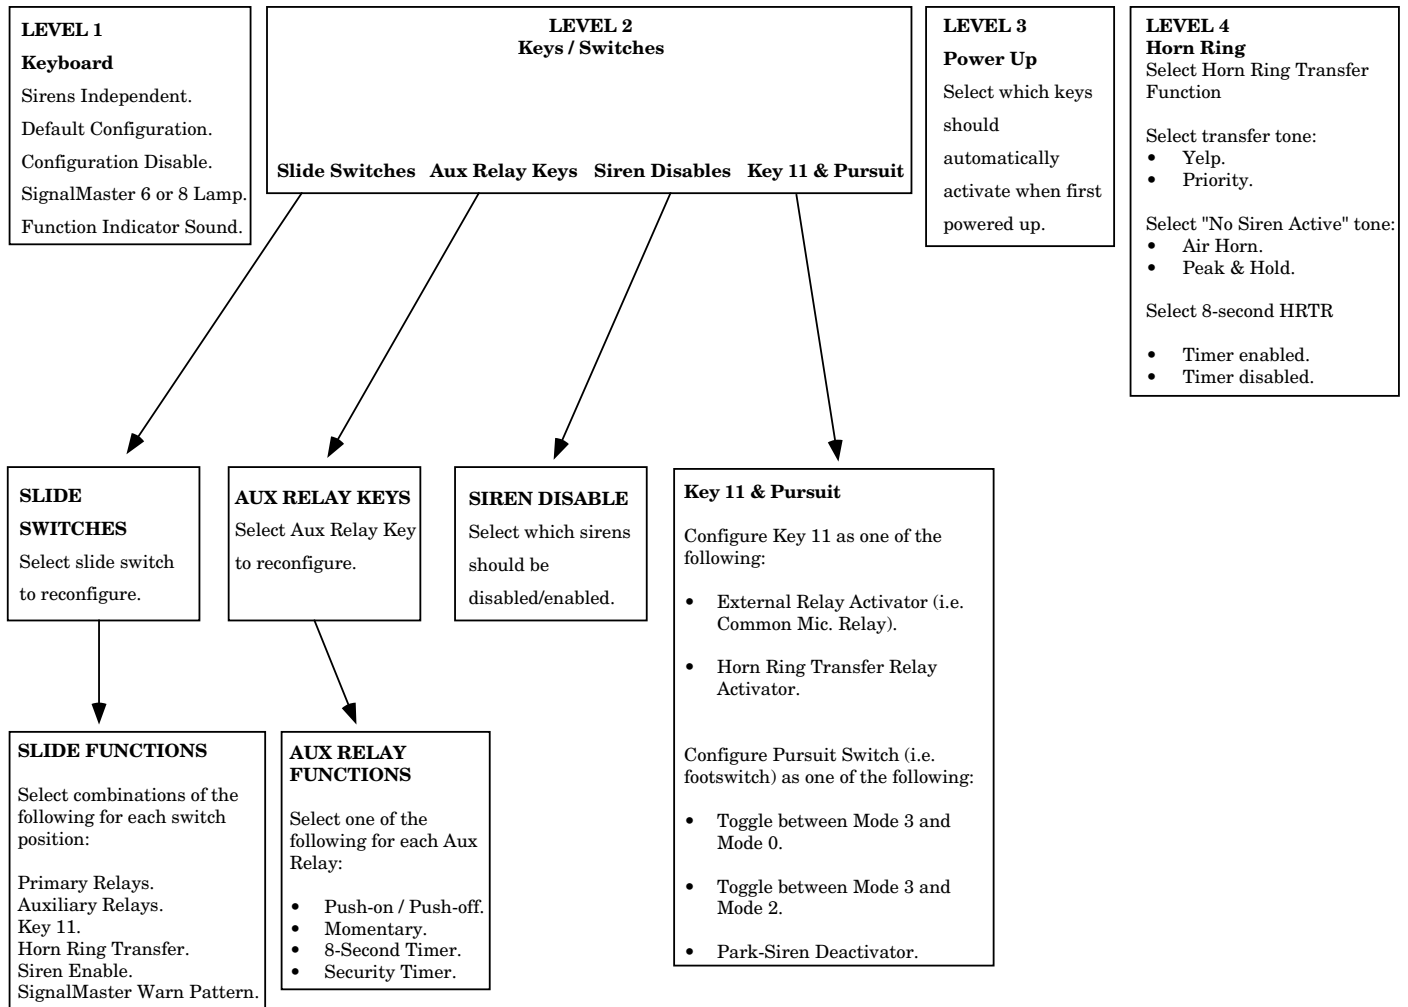 LEVEL 1
Keyboard
Sirens Independent.
Default Configuration.
Configuration Disable.
SignalMaster 6 or 8 Lamp.
Function Indicator Sound.
LEVEL 2
Keys / Switches
Slide Switches Aux Relay Keys Siren Disables Key 11 & Pursuit
LEVEL 3
Power Up
Select which keys
should
automatically
activate when first
powered up.
LEVEL 4
Horn Ring
Select Horn Ring Transfer
Function
Select transfer tone:
• Yelp.
• Priority.
Select "No Siren Active" tone:
• Air Horn.
• Peak & Hold.
Select 8-second HRTR
• Timer enabled.
• Timer disabled.
SLIDE
SWITCHES
Select slide switch
to reconfigure.
AUX RELAY KEYS
Select Aux Relay Key
to reconfigure.
SIREN DISABLE
Select which sirens
should be
disabled/enabled.
Key 11 & Pursuit
Configure Key 11 as one of the
following:
• External Relay Activator (i.e.
Common Mic. Relay).
• Horn Ring Transfer Relay
Activator.
Configure Pursuit Switch (i.e.
footswitch) as one of the following:
• Toggle between Mode 3 and
Mode 0.
• Toggle between Mode 3 and
Mode 2.
• Park-Siren Deactivator.
SLIDE FUNCTIONS
Select combinations of the
following for each switch
position:
Primary Relays.
Auxiliary Relays.
Key 11.
Horn Ring Transfer.
Siren Enable.
SignalMaster Warn Pattern.
AUX RELAY
FUNCTIONS
Select one of the
following for each Aux
Relay:
• Push-on / Push-off.
• Momentary.
• 8-Second Timer.
• Security Timer.